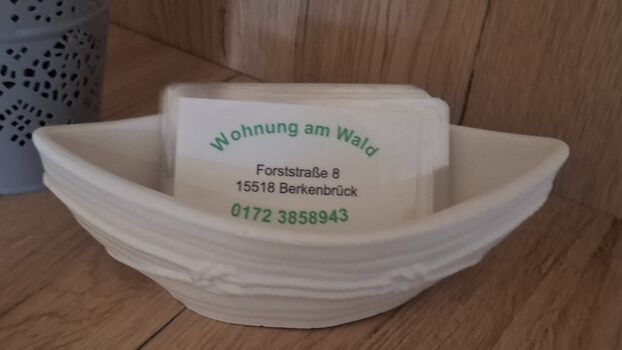 Wohnung am Wald
Forststraße 8
15518 Berkenbrück
0172 3858943